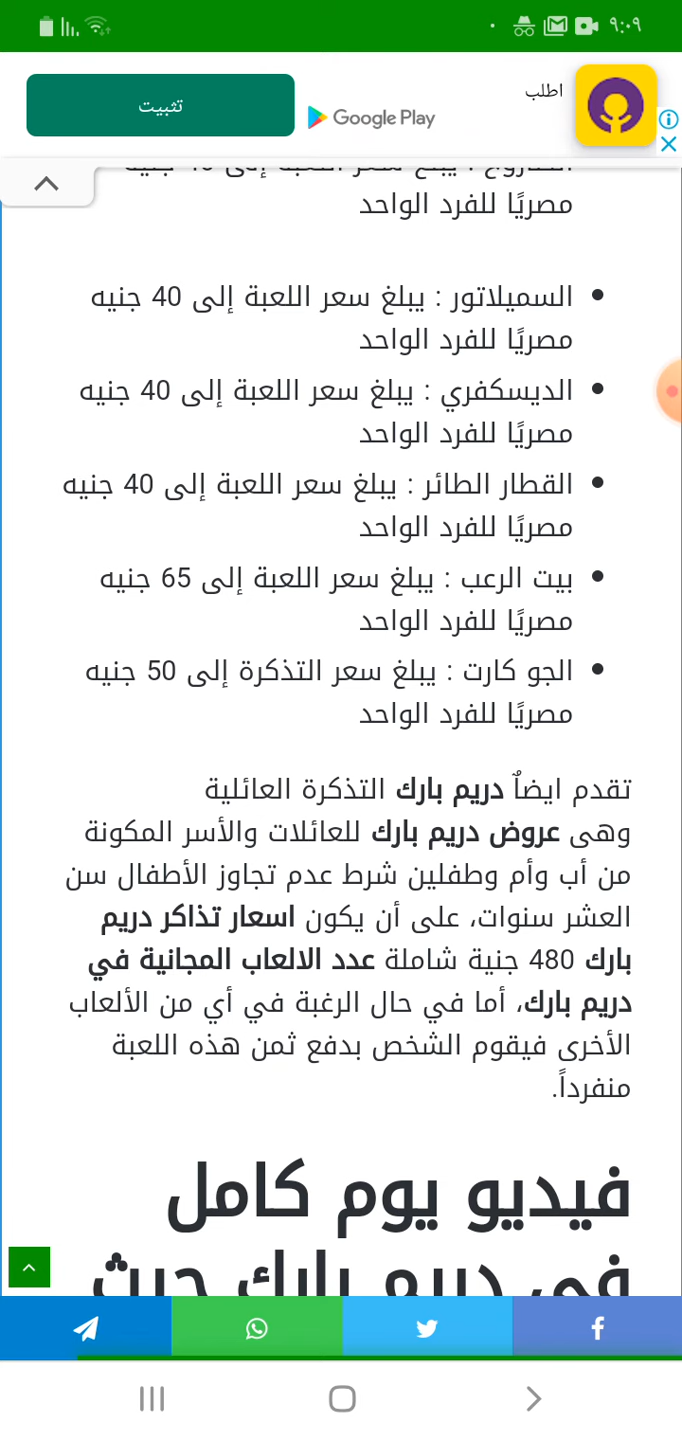 ٩:٠٩
اطلب
Google Play
تثبيت
مصريًا للفرد الواحد
السميلاتور : يبلغ سعر اللعبة إلى 40 جنيه
مصريًا للفرد الواحد
الديسكفري : يبلغ سعر اللعبة إلى 40 جنيه
مصريًا للفرد الواحد
القطار الطائر : يبلغ سعر اللعبة إلى 40 جنيه
مصريًا للفرد الواحد
بيت الرعب : يبلغ سعر اللعبة إلى 65 جنيه
مصريًا للفرد الواحد
الجو كارت : يبلغ سعر التذكرة إلى 50 جنيه
مصريًا للفرد الواحد
تقدم ايضاٌ دريم بارك التذكرة العائلية
وهى عروض دريم بارك للعائلات والأسر المكونة
من أب وأم وطفلين شرط عدم تجاوز الأطفال سن
العشر سنوات، على أن يكون اسعار تذاكر دريم
بارك 480 جنية شاملة عدد الالعاب المجانية في
دريم بارك، أما في حال الرغبة في أي من الألعاب
الأخرى فيقوم الشخص بدفع ثمن هذه اللعبة
منفرداً.
فيديو يوم كامل
في دريم بارك حيث